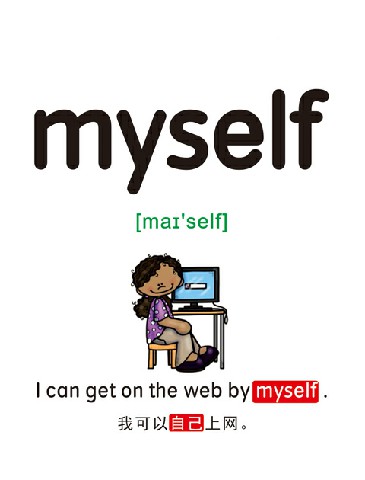 myself
[maɪ'self]
I can get on the web by myself.
我可以自己上网。